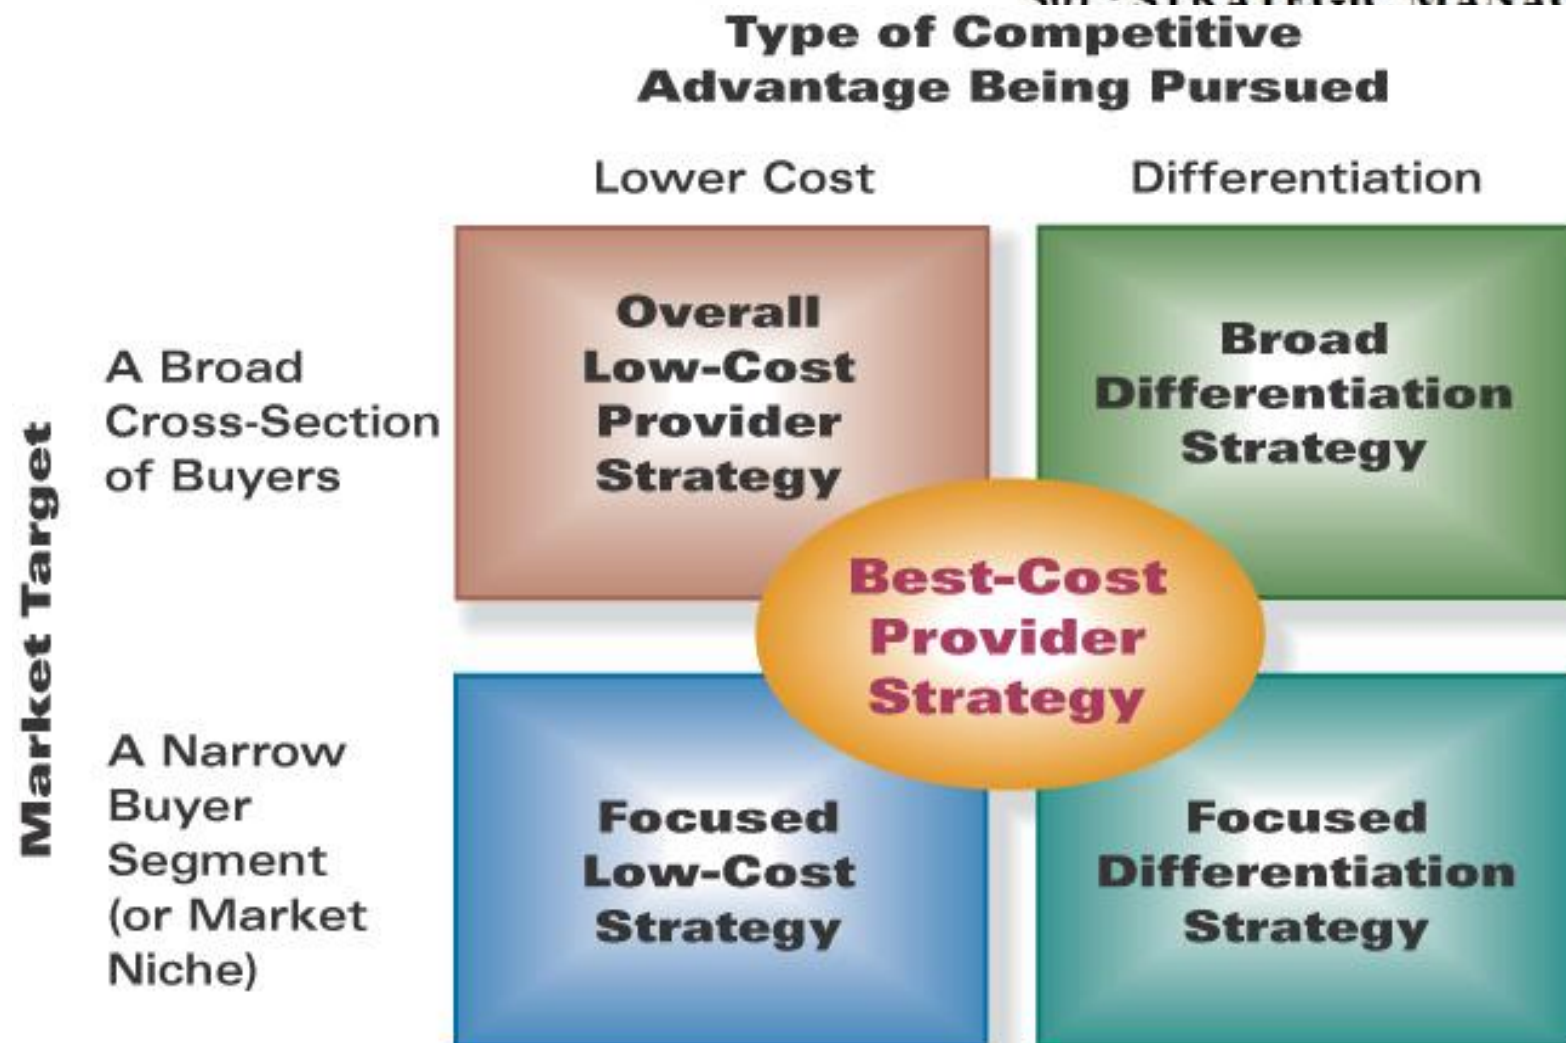 Type of Competitive
Advantage Being Pursued
Lower Cost
Differentiation
Market Target
A Broad
Cross-Section
of Buyers
Overall
Low-Cost
Provider
Strategy
Broad
Differentiation
Strategy
Best-Cost
Provider
Strategy
A Narrow
Buyer
Segment
(or Market
Niche)
Focused
Low-Cost
Strategy
Focused
Differentiation
Strategy